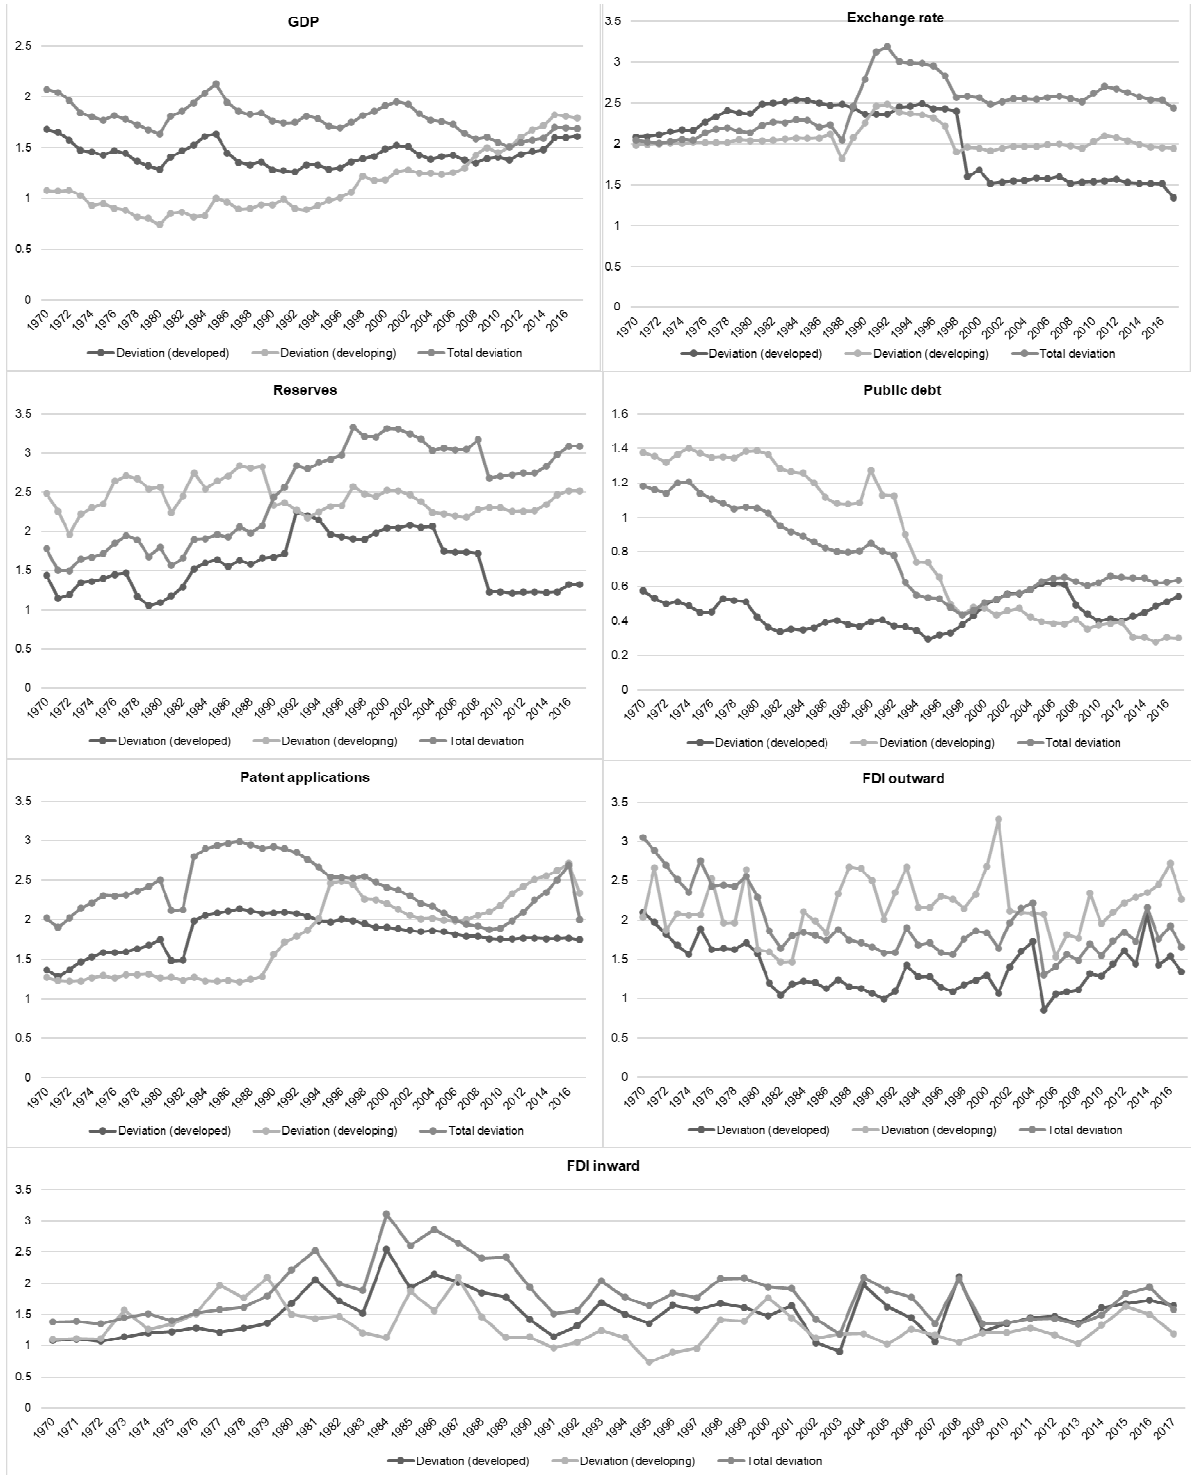 GDP
2.5
2
1.5
1
0.5
0
1970 1972 1974 1976 1978 1980 1982 1984 1986 1988 1990 1992 1994 1996 1998 2000 2002 2004 2006 2008 2010 2012 2014 2016
Deviation (developed) Deviation (developing) Total deviation
Exchange rate
3.5
3
2.5
2
1.5
1
0.5
0
1970 1972 1974 1976 1978 1980 1982 1984 1986 1988 1990 1992 1994 1996 1998 2000 2002 2004 2006 2008 2010 2012 2014 2016
Deviation (developed) Deviation (developing) Total deviation
Reserves
3.5
3
2.5
2
1.5
1
0.5
0
1970 1972 1974 1976 1978 1980 1982 1984 1986 1988 1990 1992 1994 1996 1998 2000 2002 2004 2006 2008 2010 2012 2014 2016
Deviation (developed) Deviation (developing) Total deviation
Public debt
1.6
1.4
1.2
1
0.8
0.6
0.4
0.2
0
1970 1972 1974 1976 1978 1980 1982 1984 1986 1988 1990 1992 1994 1996 1998 2000 2002 2004 2006 2008 2010 2012 2014 2016
Deviation (developed) Deviation (developing) Total deviation
Patent applications
3.5
3
2.5
2
1.5
1
0.5
0
1970 1972 1974 1976 1978 1980 1982 1984 1986 1988 1990 1992 1994 1996 1998 2000 2002 2004 2006 2008 2010 2012 2014 2016
Deviation (developed) Deviation (developing) Total deviation
FDI outward
3.5
3
2.5
2
1.5
1
0.5
0
1970 1972 1974 1976 1978 1980 1982 1984 1986 1988 1990 1992 1994 1996 1998 2000 2002 2004 2006 2008 2010 2012 2014 2016
Deviation (developed) Deviation (developing) Total deviation
FDI inward
3.5
3
2.5
2
1.5
1
0.5
0
1970 1971 1972 1973 1974 1975 1976 1977 1978 1979 1980 1981 1982 1983 1984 1985 1986 1987 1988 1989 1990 1991 1992 1993 1994 1995 1996 1997 1998 1999 2000 2001 2002 2003 2004 2005 2006 2007 2008 2009 2010 2011 2012 2013 2014 2015 2016 2017
Deviation (developed) Deviation (developing) Total deviation